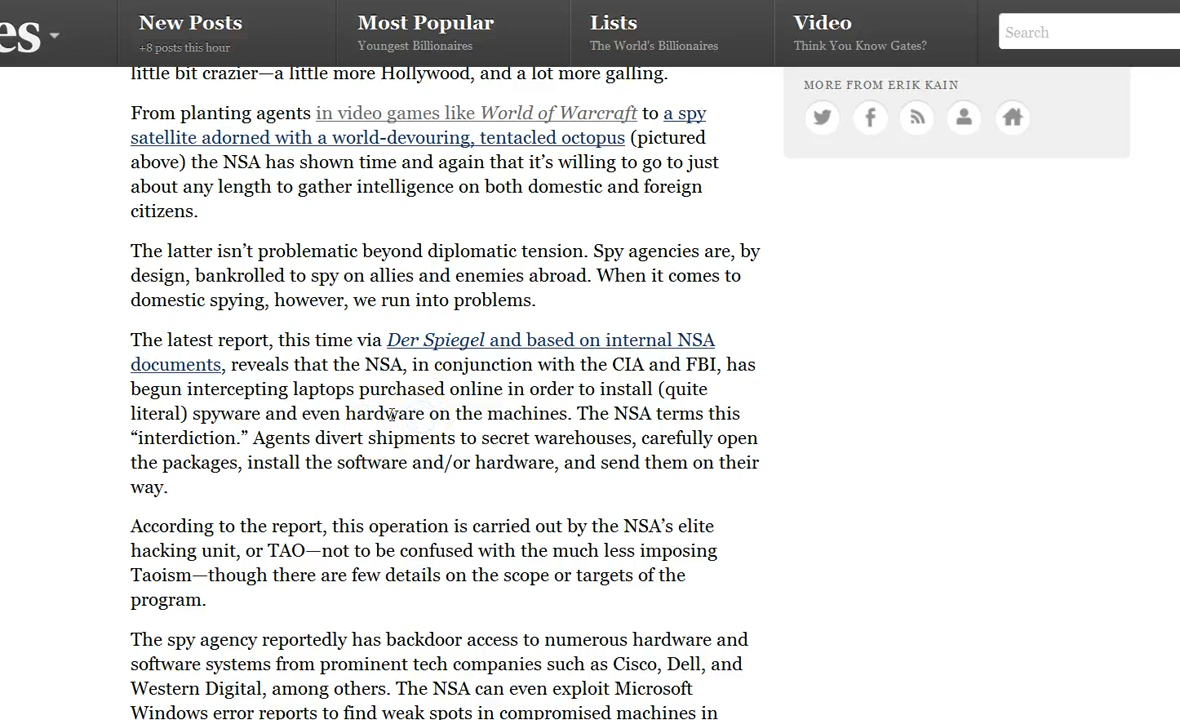 es
New Posts
+8 posts this hour
Most Popular
Youngest Billionaires
Lists
The World's Billionaires
Video
Think You Know Gates?
Search
little bit crazier—a little more Hollywood, and a lot more galling.
From planting agents in video games like World of Warcraft to a spy
satellite adorned with a world-devouring, tentacled octopus (pictured
above) the NSA has shown time and again that it’s willing to go to just
about any length to gather intelligence on both domestic and foreign
citizens.
The latter isn’t problematic beyond diplomatic tension. Spy agencies are, by
design, bankrolled to spy on allies and enemies abroad. When it comes to
domestic spying, however, we run into problems.
The latest report, this time via Der Spiegel and based on internal NSA
documents, reveals that the NSA, in conjunction with the CIA and FBI, has
begun intercepting laptops purchased online in order to install (quite
literal) spyware and even hardware on the machines. The NSA terms this
“interdiction.” Agents divert shipments to secret warehouses, carefully open
the packages, install the software and/or hardware, and send them on their
way.
According to the report, this operation is carried out by the NSA’s elite
hacking unit, or TAO—not to be confused with the much less imposing
Taoism—though there are few details on the scope or targets of the
program.
The spy agency reportedly has backdoor access to numerous hardware and
software systems from prominent tech companies such as Cisco, Dell, and
Western Digital, among others. The NSA can even exploit Microsoft
Windows error reports to find weak spots in compromised machines in
MORE FROM ERIK KAIN